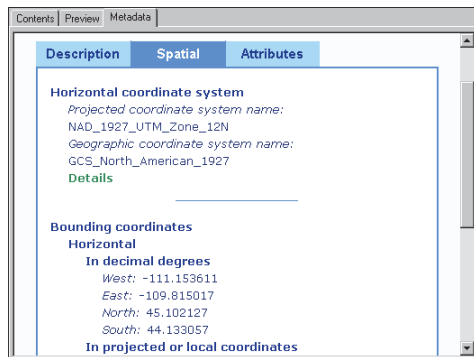 Contents Preview Metadata
Description Spatial Attributes
Horizontal coordinate system
Projected coordinate system name:
NAD_1927_UTM_Zone_12N
Geographic coordinate system name:
GCS_North_American_1927
Details
Bounding coordinates
Horizontal
In decimal degrees
West: -111.153611
East: -109.815017
North: 45.102127
South: 44.133057
In projected or local coordinates